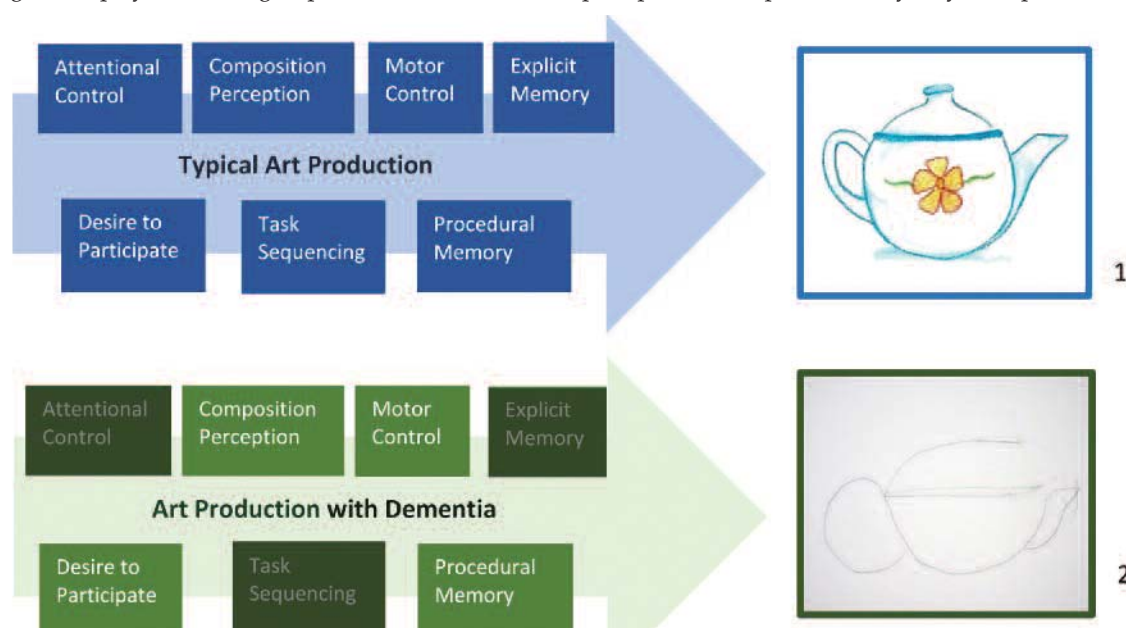 Attentional Control
Composition Perception
Motor Control
Explicit Memory
Typical Art Production
Desire to Participate
Task Sequencing
Procedural Memory
1
Attentional Control
Composition Perception
Motor Control
Explicit Memory
Art Production with Dementia
Desire to Participate
Task Sequencing
Procedural Memory
2